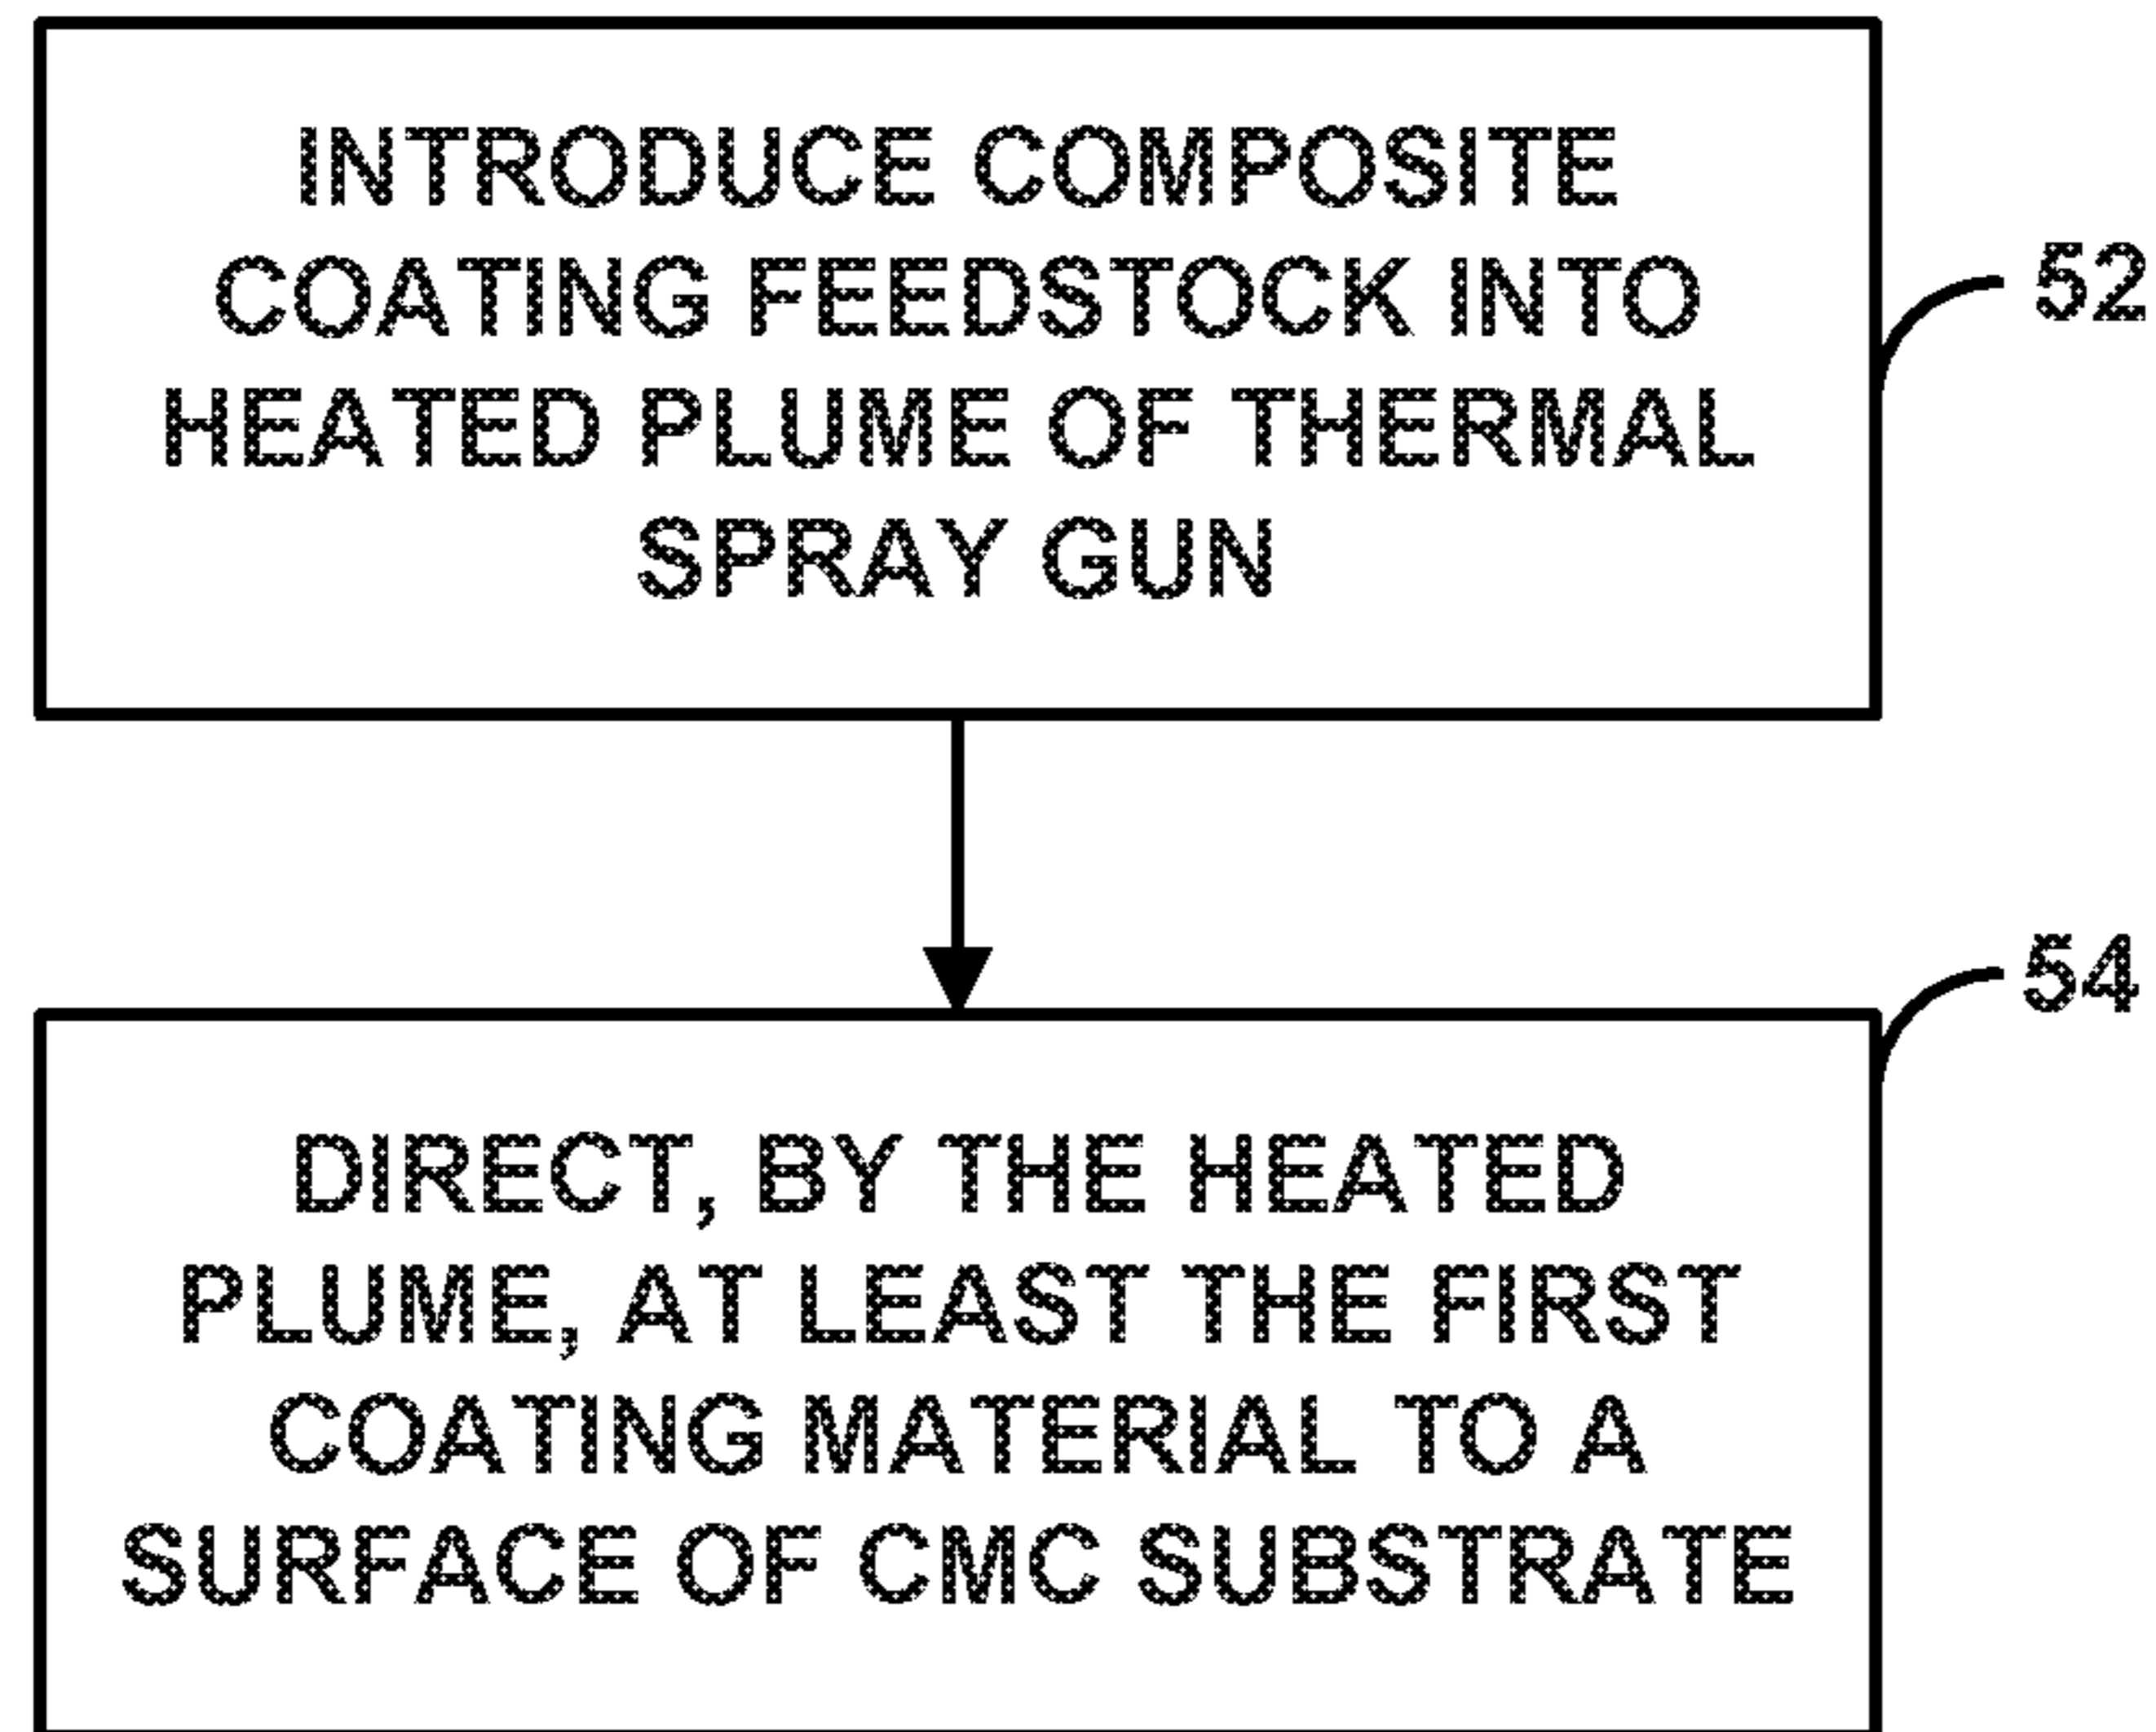 INTRODUCE COMPOSITE
COATING FEEDSTOCK INTO
HEATED PLUME OF THERMAL
SPRAY GUN
52
DIRECT, BY THE HEATED
PLUME, AT LEAST THE FIRST
COATING MATERIAL TO A
SURFACE OF CMC SUBSTRATE
54